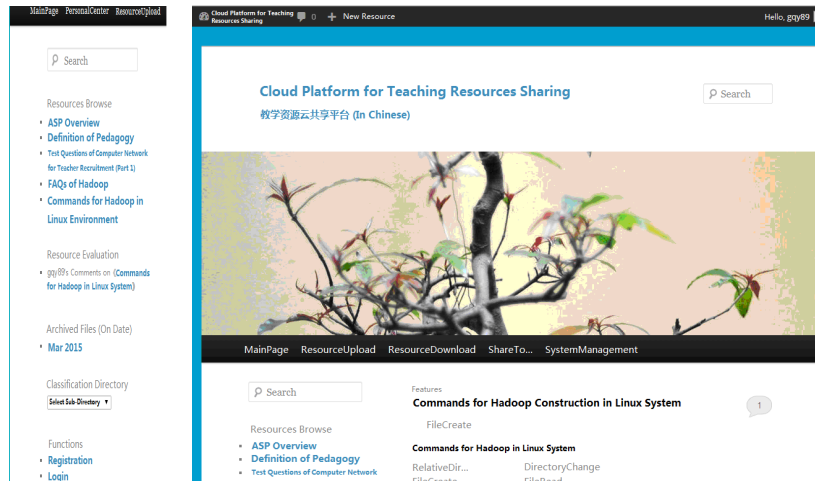 MainPage PersonalCenter ResourceUpload
Search
Resources Browse
ASP Overview
Definition of Pedagogy
Test Questions of Computer Network
for Teacher Recruitment (Part 1)
FAQs of Hadoop
Commands for Hadoop in
Linux Environment
Resource Evaluation
gqy89's Comments on (Commands
for Hadoop in Linux System)
Archived Files (On Date)
Mar 2015
Classification Directory
Select Sub-Directory
Functions
Registration
Login
Cloud Platform for Teaching
Resources Sharing
0
New Resource
Hello, gqy89
Cloud Platform for Teaching Resources Sharing
Search
教学资源云共享平台 (In Chinese)
MainPage ResourceUpload ResourceDownload ShareTo... SystemManagement
Search
Resources Browse
ASP Overview
Definition of Pedagogy
Test Questions of Computer Network
Features
Commands for Hadoop Construction in Linux System
1
FileCreate
Commands for Hadoop in Linux System
RelativeDir... DirectoryChange
FileCreate FileRead